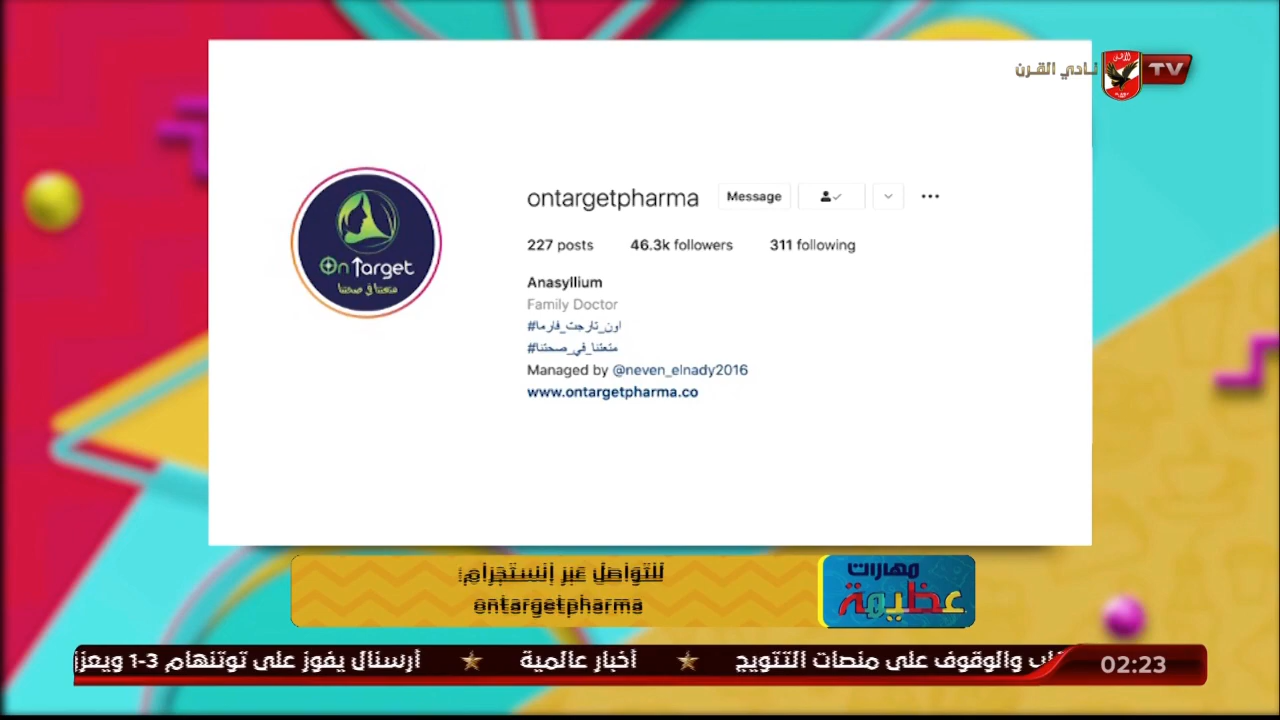 نادي القرن
TV
ontargetpharma
Message
227 posts
46.3k followers
311 following
On Target
متعتنا في صحتنا
Anasyllium
Family Doctor
#اون_تارجت_فارما
#متعتنا_في_صحتنا
Managed by @neven_elnady2016
www.ontargetpharma.co
للتواصل عبر إنستجرام:
ontargetpharma
مهارات
عظيمة
والوقوف على منصات التتويج ★ أخبار عالمية ★ أرسنال يفوز على توتنهام 3-1 ويعزز
02:23